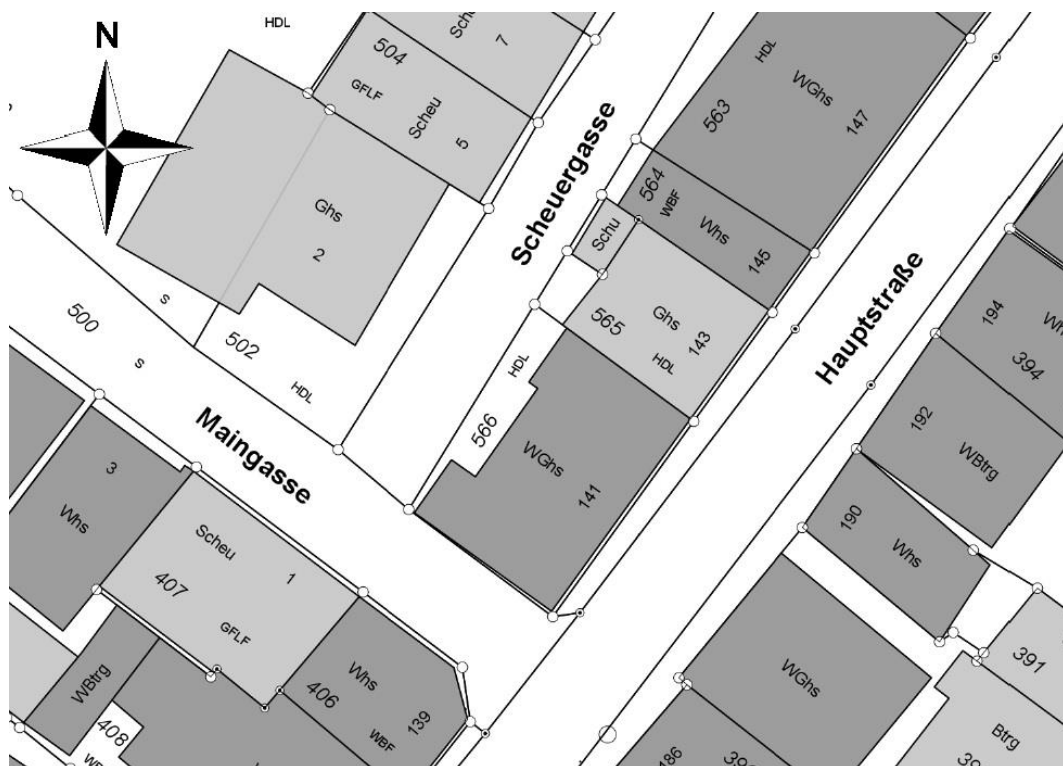 HDL
N
504
GFLF
Scheu
5
7
HDL
WGhs
563
147
Scheuergasse
564
WBF
Whs
145
Schu
Ghs
2
Ghs
565
143
HDL
Hauptstraße
194
394
192
WBtrg
190
Whs
s
500
s
502
HDL
HDL
566
WGhs
141
Maingasse
3
Whs
Scheu
1
407
GFLF
Whs
406
139
WBF
WBtrg
408
WGhs
391
Btrg
186